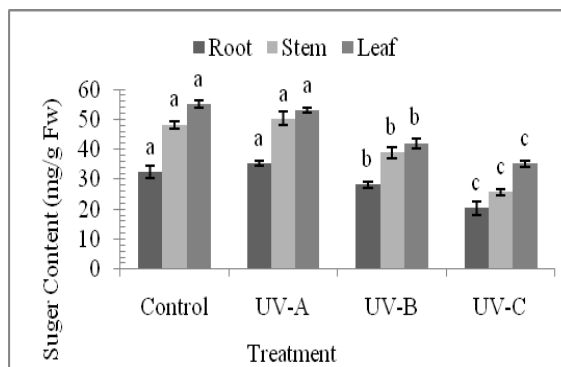 Root Stem Leaf
Suger Content (mg/g Fw)
60
50
40
30
20
10
0
a a a
a a a
b b b
c c c
Control UV-A UV-B UV-C
Treatment